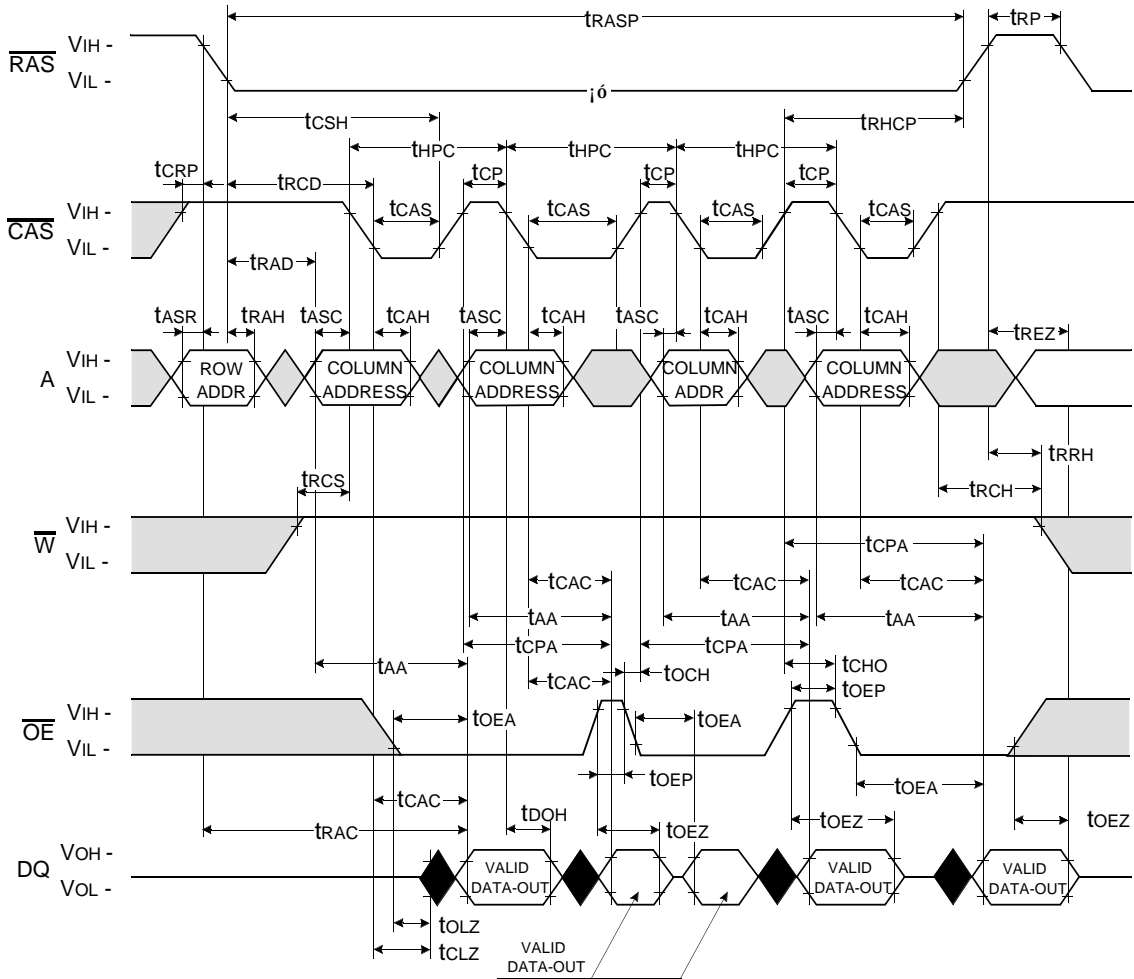 tRASP tRP
RAS VIH -
VIL -
¡ó
tCSH tRHCP
tHPC tHPC tHPC
tCRP tRCD tCP tCP tCP
CAS VIH -
VIL -
tCAS tCAS tCAS tCAS
tRAD
tASR tRAH tASC tCAH tASC tCAH tASC tCAH tASC tCAH tREZ
A VIH -
VIL -
ROW ADDR
COLUMN ADDRESS
COLUMN ADDRESS
COLUMN ADDR
COLUMN ADDRESS
tRRH
tRCS tRCH
W VIH -
VIL -
tCPA
tCAC tCAC tCAC
tAA tAA tAA
tCPA tCPA
tAA tOCH tCHO
tCAC tOEP
OE VIH -
VIL -
tOEA tOEA
tOEP tOEA
tCAC tDOH tOEZ tOEZ tOEZ
tRAC
DQ VOH -
VOL -
VALID DATA-OUT
VALID DATA-OUT
VALID DATA-OUT
tOLZ
tCLZ
VALID
DATA-OUT